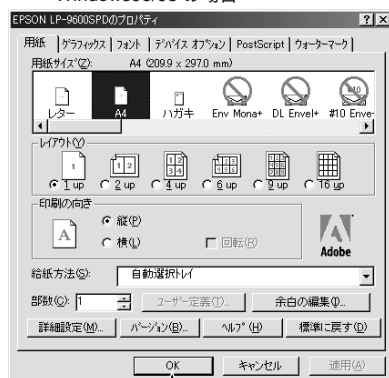 EPSON LP-9600SPDのプロパティ
用紙 グラフィックス フォント デバイス オプション PostScript ウォーターマーク
用紙サイズ(Z): A4 (209.9 x 297.0 mm)
レター A4 ハガキ Env Mona+ DL Envel+ #10 Enve
レイアウト(Y)
1 up 2 up 4 up 6 up 9 up 16 up
印刷の向き
縦(P)
横(L) 回転(R)
Adobe
給紙方法(S): 自動選択トレイ
部数(C): 1 ユーザー定義(T)... 余白の編集(I)...
詳細設定(M)... バージョン(B)... ヘルプ(H) 標準に戻す(D)
OK キャンセル 適用(A)